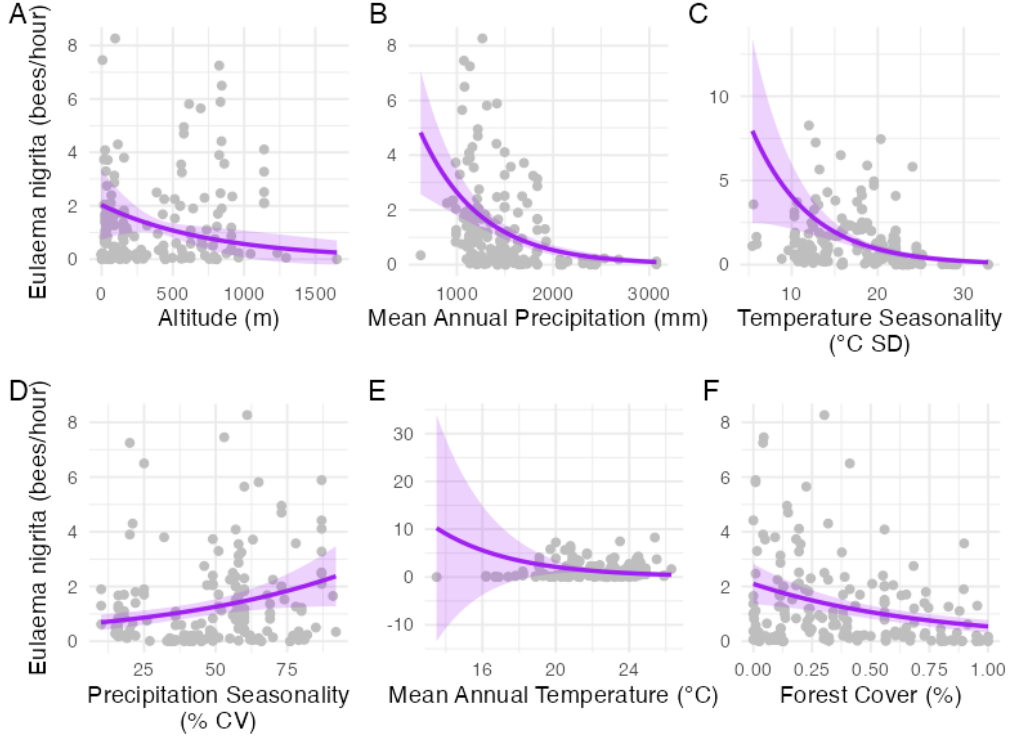 A
B
C
Eulaema nigrita (bees/hour)
8
6
4
2
0
0 500 1000 1500
Altitude (m)
8
6
4
2
0
1000 2000 3000
Mean Annual Precipitation (mm)
10
5
0
10 20 30
Temperature Seasonality
(°C SD)
D
E
F
Eulaema nigrita (bees/hour)
8
6
4
2
0
25 50 75
Precipitation Seasonality
(% CV)
30
20
10
0
-10
16 20 24
Mean Annual Temperature (°C)
8
6
4
2
0
0.00 0.25 0.50 0.75 1.00
Forest Cover (%)